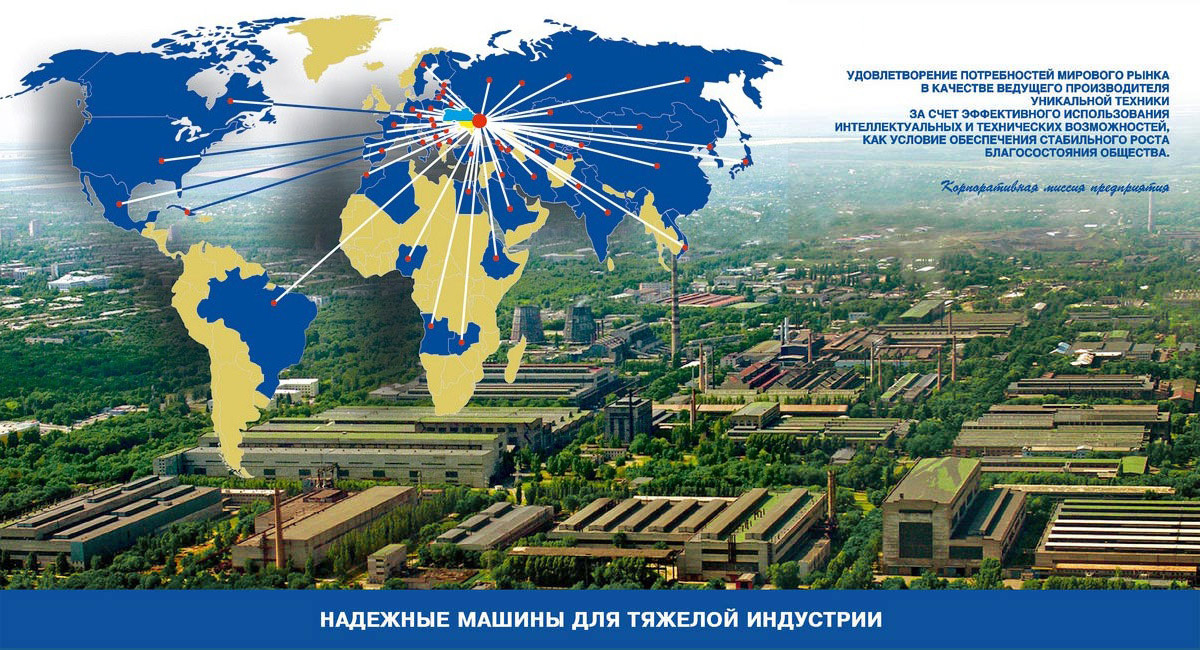 УДОВЛЕТВОРЕНИЕ ПОТРЕБНОСТЕЙ МИРОВОГО РЫНКА
В КАЧЕСТВЕ ВЕДУЩЕГО ПРОИЗВОДИТЕЛЯ
УНИКАЛЬНОЙ ТЕХНИКИ
ЗА СЧЕТ ЭФФЕКТИВНОГО ИСПОЛЬЗОВАНИЯ
ИНТЕЛЛЕКТУАЛЬНЫХ И ТЕХНИЧЕСКИХ ВОЗМОЖНОСТЕЙ,
КАК УСЛОВИЕ ОБЕСПЕЧЕНИЯ СТАБИЛЬНОГО РОСТА
БЛАГОСОСТОЯНИЯ ОБЩЕСТВА.
Корпоративная миссия предприятия
НАДЕЖНЫЕ МАШИНЫ ДЛЯ ТЯЖЕЛОЙ ИНДУСТРИИ